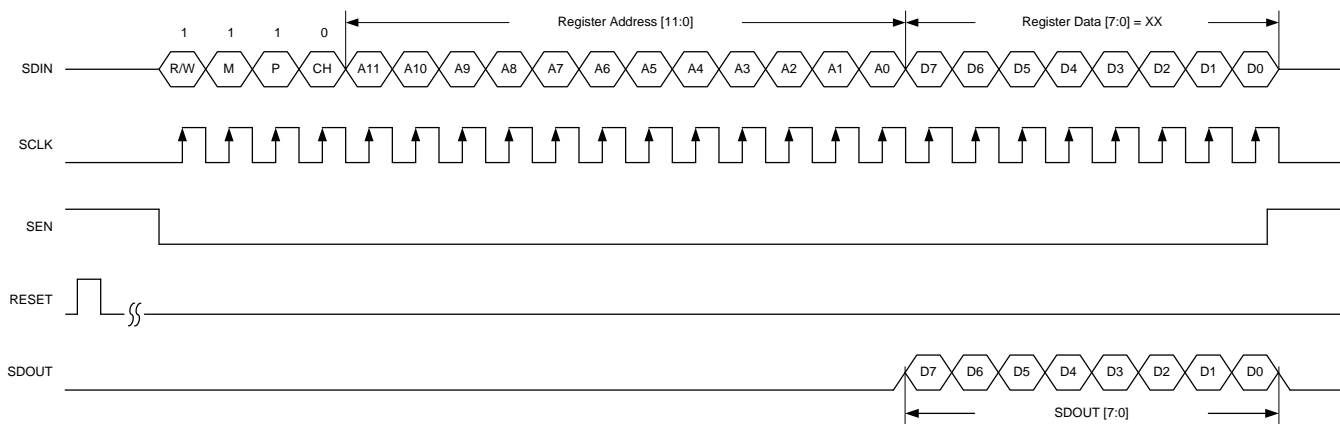 Register Address [11:0] Register Data [7:0] = XX
1 1 1 0
SDIN R/W M P CH A11 A10 A9 A8 A7 A6 A5 A4 A3 A2 A1 A0 D7 D6 D5 D4 D3 D2 D1 D0
SCLK
SEN
RESET
SDOUT D7 D6 D5 D4 D3 D2 D1 D0
SDOUT [7:0]